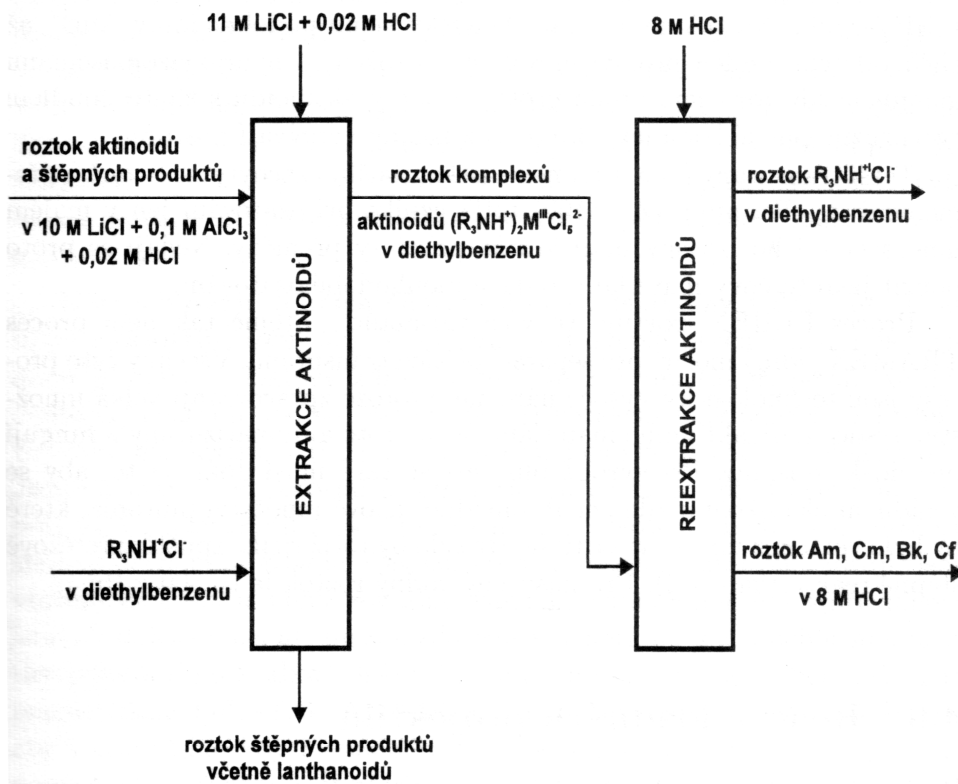 11 M LiCl + 0,02 M HCl
8 M HCl
roztok aktinoidů
a štěpných produktů
v 10 M LiCl + 0,1 M AlCl₃
+ 0,02 M HCl
EXTRAKCE AKTINOIDŮ
roztok komplexů
aktinoidů (R₃NH⁺)₂MᴵᴵᴵCl₅²⁻
v diethylbenzenu
REEXTRAKCE AKTINOIDŮ
roztok R₃NH⁺Cl⁻
v diethylbenzenu
R₃NH⁺Cl⁻
v diethylbenzenu
roztok Am, Cm, Bk, Cf
v 8 M HCl
roztok štěpných produktů
včetně lanthanoidů